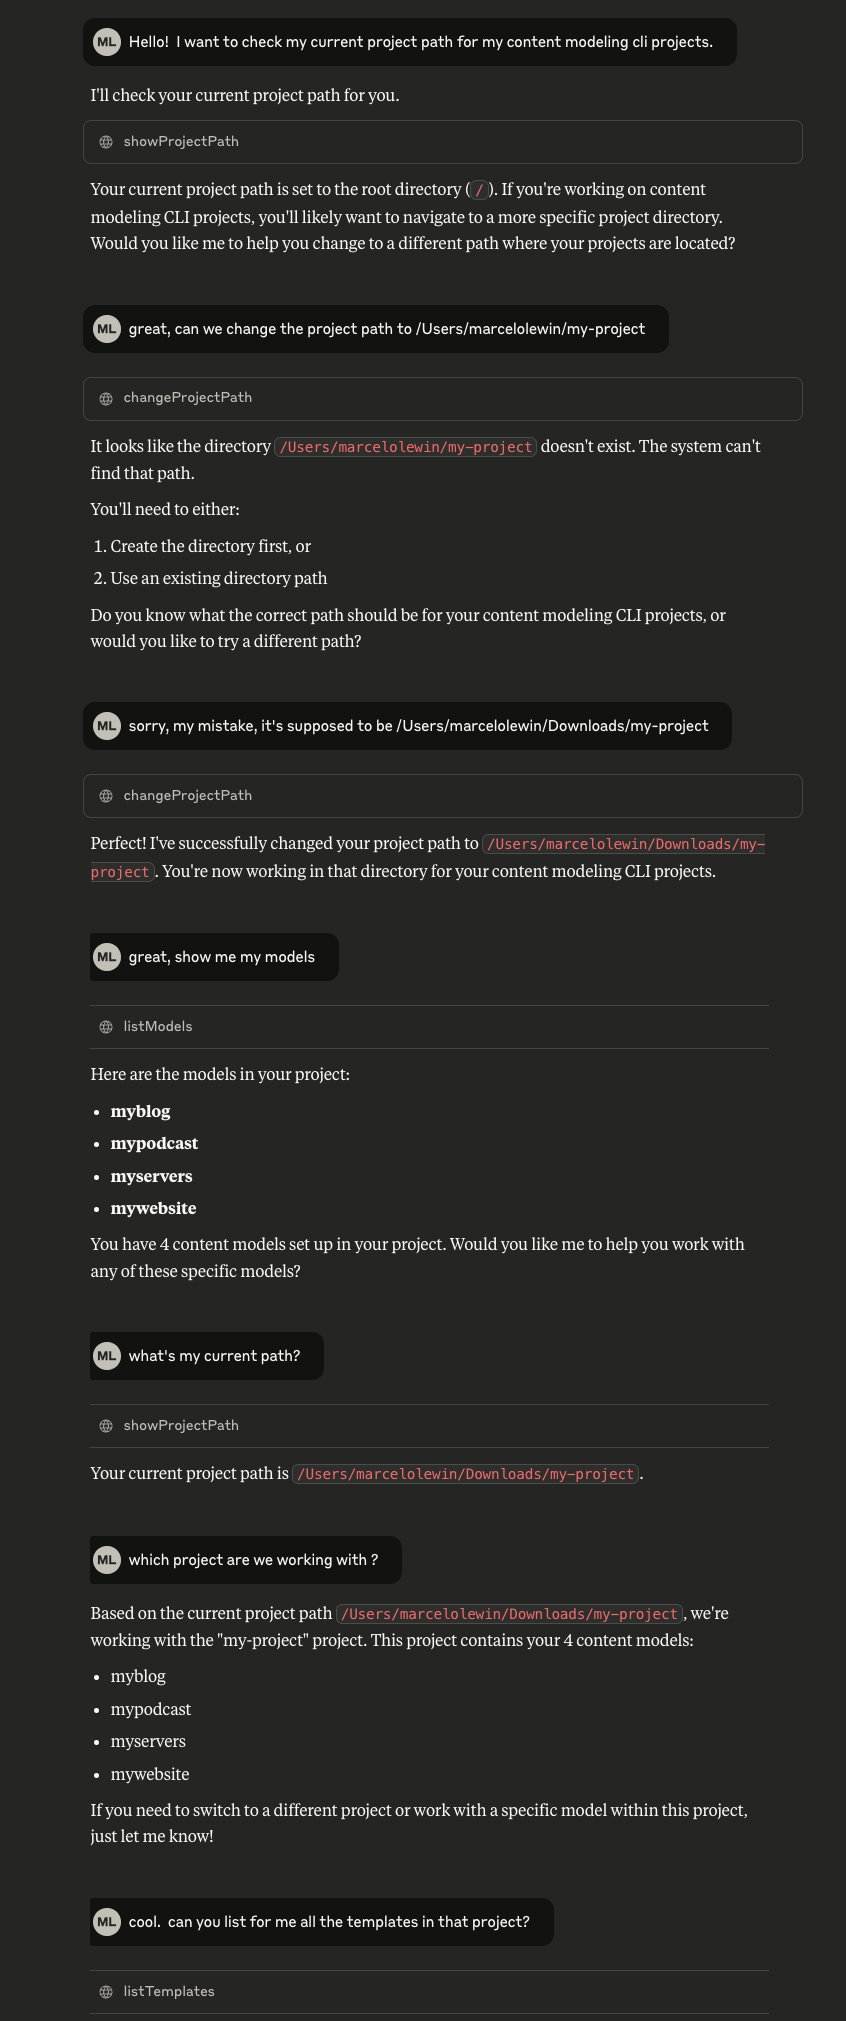 ML Hello!  I want to check my current project path for my content modeling cli projects.
I'll check your current project path for you.
showProjectPath
Your current project path is set to the root directory (/). If you're working on content
modeling CLI projects, you'll likely want to navigate to a more specific project directory.
Would you like me to help you change to a different path where your projects are located?
ML great, can we change the project path to /Users/marcelolewin/my-project
changeProjectPath
It looks like the directory /Users/marcelolewin/my-project doesn't exist. The system can't
find that path.
You'll need to either:
1. Create the directory first, or
2. Use an existing directory path
Do you know what the correct path should be for your content modeling CLI projects, or
would you like to try a different path?
ML sorry, my mistake, it's supposed to be /Users/marcelolewin/Downloads/my-project
changeProjectPath
Perfect! I've successfully changed your project path to /Users/marcelolewin/Downloads/my-
project. You're now working in that directory for your content modeling CLI projects.
ML great, show me my models
listModels
Here are the models in your project:
• myblog
• mypodcast
• myservers
• mywebsite
You have 4 content models set up in your project. Would you like me to help you work with
any of these specific models?
ML what's my current path?
showProjectPath
Your current project path is /Users/marcelolewin/Downloads/my-project.
ML which project are we working with ?
Based on the current project path /Users/marcelolewin/Downloads/my-project, we're
working with the "my-project" project. This project contains your 4 content models:
• myblog
• mypodcast
• myservers
• mywebsite
If you need to switch to a different project or work with a specific model within this project,
just let me know!
ML cool.  can you list for me all the templates in that project?
listTemplates